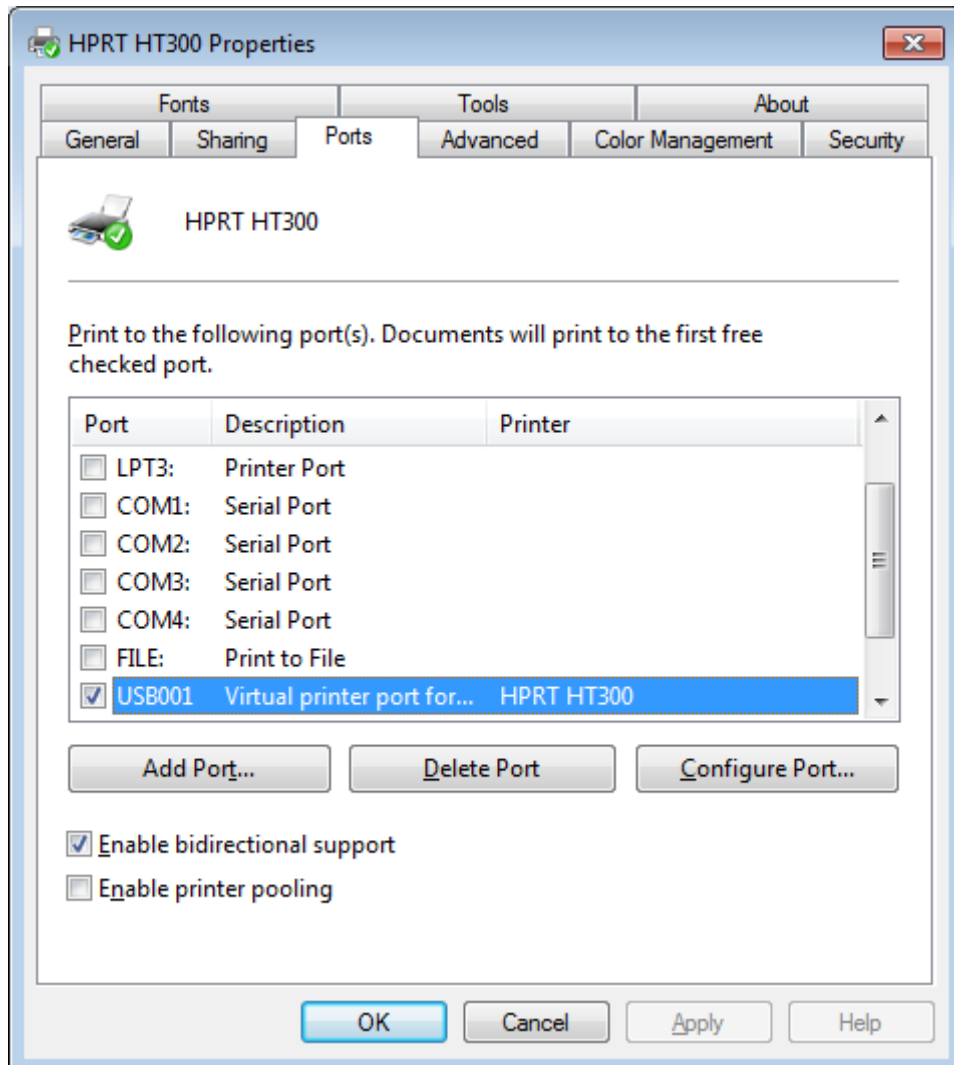 HPRT HT300 Properties
Fonts Tools About
General Sharing Ports Advanced Color Management Security
HPRT HT300
Print to the following port(s). Documents will print to the first free
checked port.
Port Description Printer
LPT3: Printer Port
COM1: Serial Port
COM2: Serial Port
COM3: Serial Port
COM4: Serial Port
FILE: Print to File
USB001 Virtual printer port for... HPRT HT300
Add Port... Delete Port Configure Port...
Enable bidirectional support
Enable printer pooling
OK Cancel Apply Help